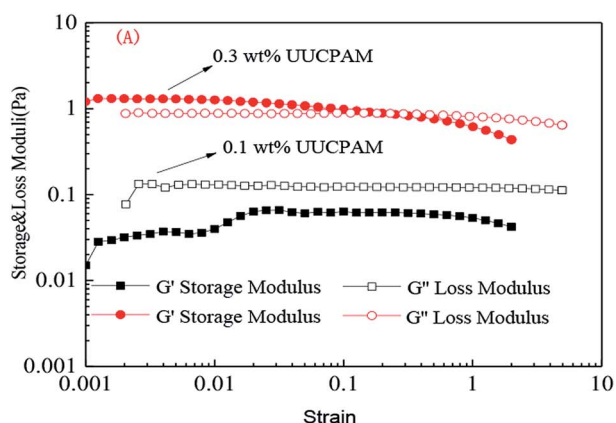 (A)
10
0.3 wt% UUCPAM
1
0.1 wt% UUCPAM
0.1
0.01
0.001
Storage&Loss Moduli(Pa)
G' Storage Modulus
G" Loss Modulus
G' Storage Modulus
G" Loss Modulus
0.001
0.01
0.1
1
10
Strain